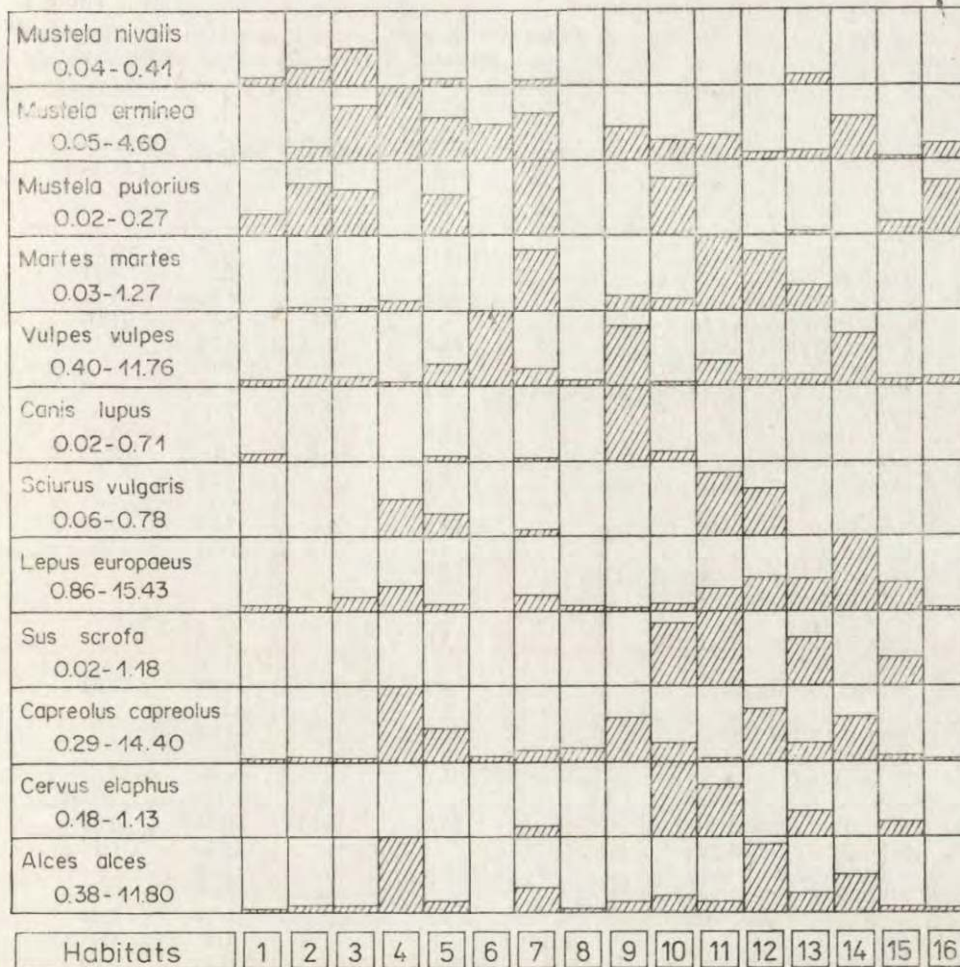 Mustela nivalis
0.04-0.41
Mustela erminea
0.05-4.60
Mustela putorius
0.02-0.27
Martes martes
0.03-1.27
Vulpes vulpes
0.40-11.76
Canis lupus
0.02-0.71
Sciurus vulgaris
0.06-0.78
Lepus europaeus
0.86-15.43
Sus scrofa
0.02-1.18
Capreolus capreolus
0.29-14.40
Cervus elaphus
0.18-1.13
Alces alces
0.38-11.80
Habitats 1 2 3 4 5 6 7 8 9 10 11 12 13 14 15 16